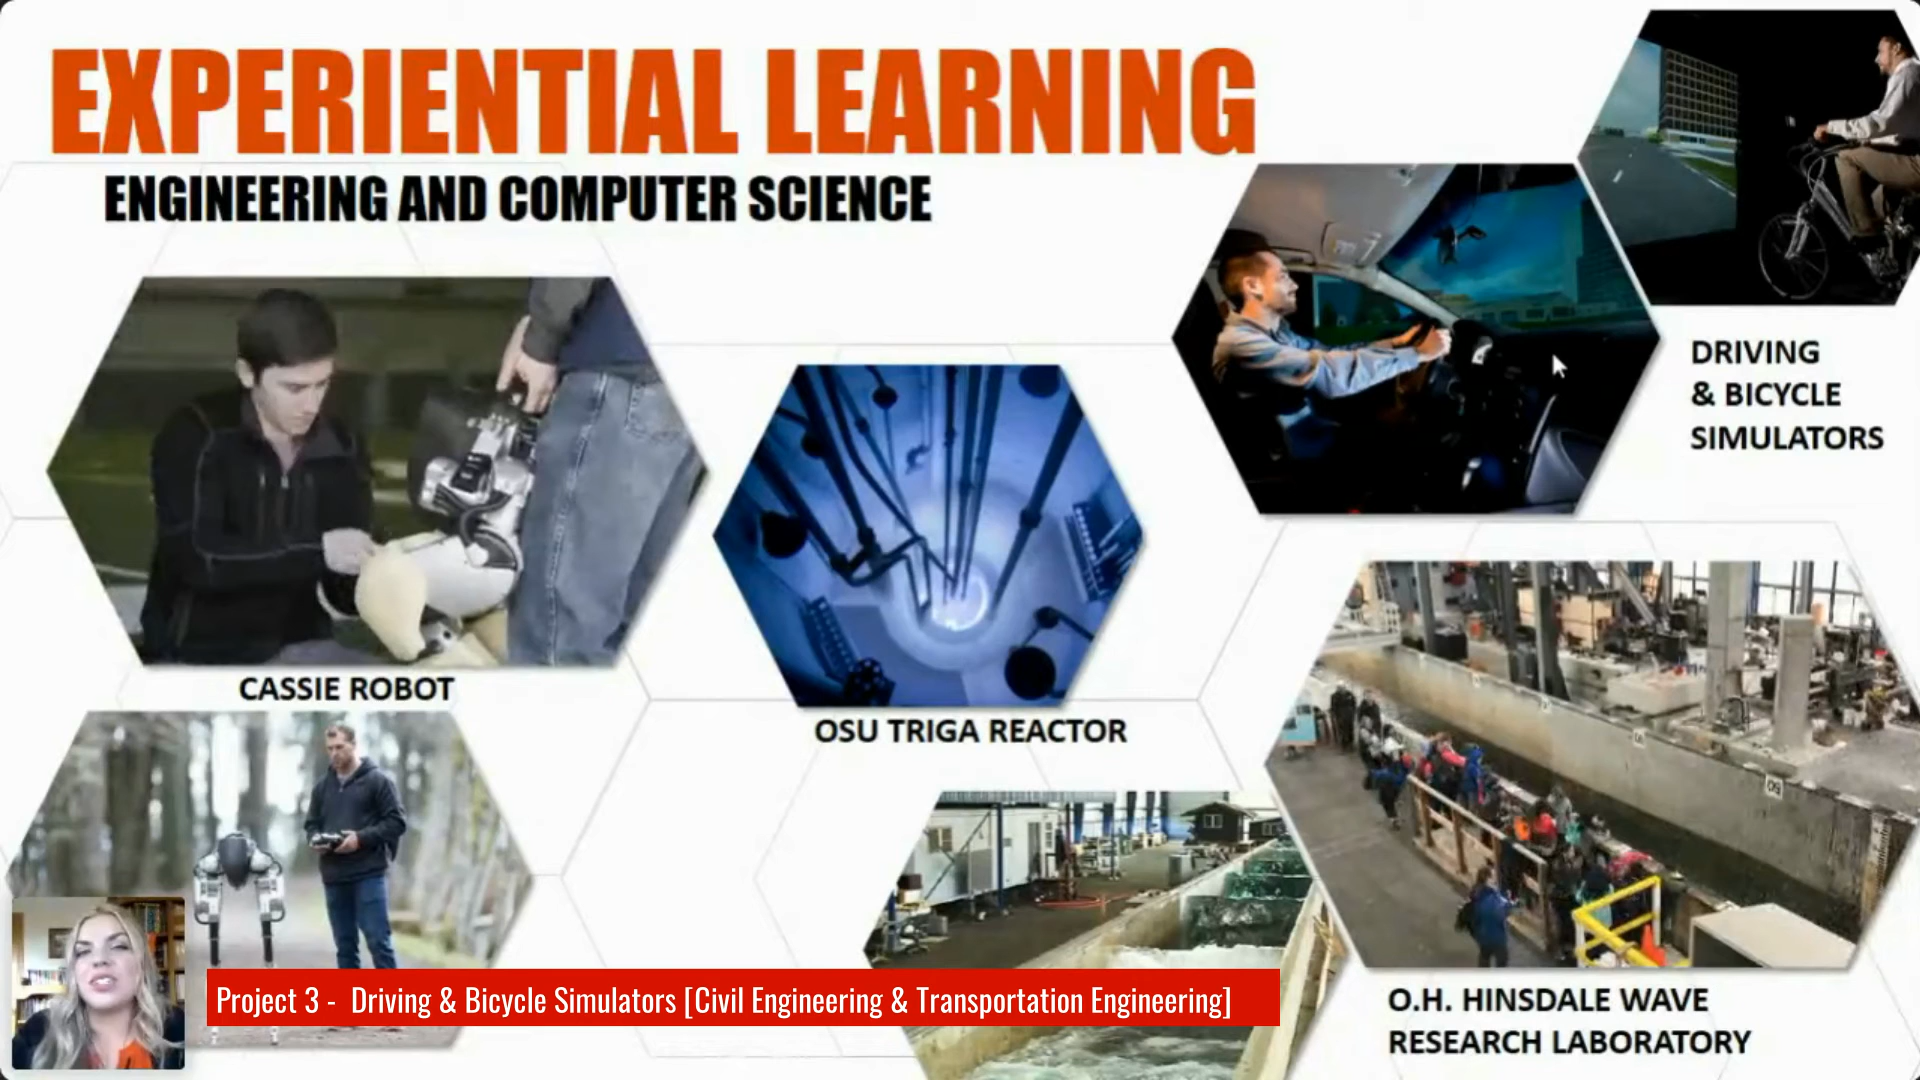 EXPERIENTIAL LEARNING
ENGINEERING AND COMPUTER SCIENCE
DRIVING
& BICYCLE
SIMULATORS
CASSIE ROBOT
OSU TRIGA REACTOR
Project 3 -  Driving & Bicycle Simulators [Civil Engineering & Transportation Engineering]
O.H. HINSDALE WAVE
RESEARCH LABORATORY